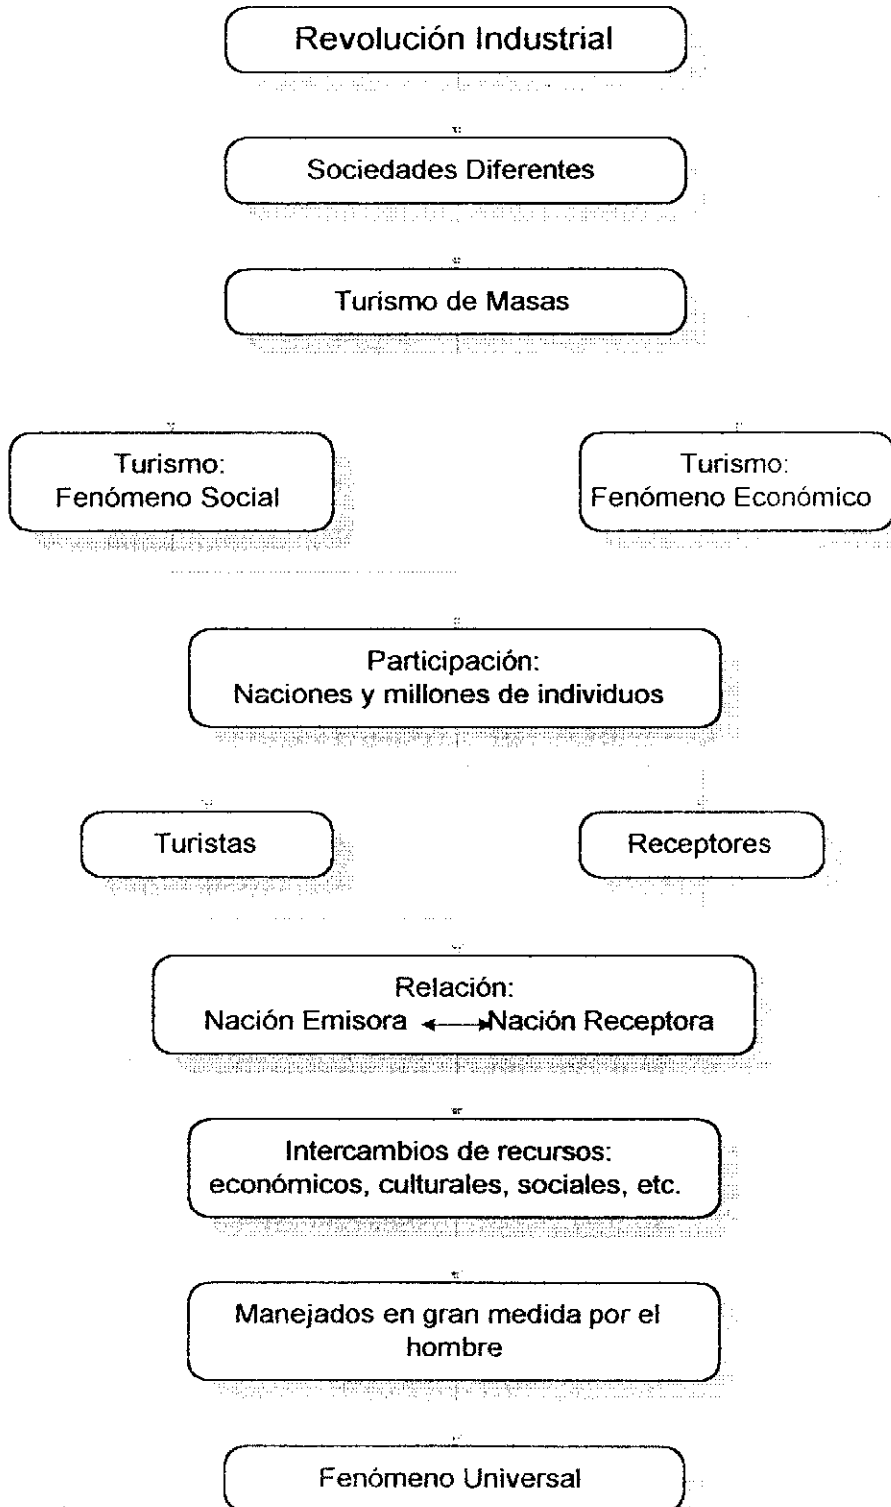 Revolución Industrial
Sociedades Diferentes
Turismo de Masas
Turismo:
Fenómeno Social
Turismo:
Fenómeno Económico
Participación:
Naciones y millones de individuos
Turistas
Receptores
Relación:
Nación Emisora ↔ Nación Receptora
Intercambios de recursos:
económicos, culturales, sociales, etc.
Manejados en gran medida por el
hombre
Fenómeno Universal